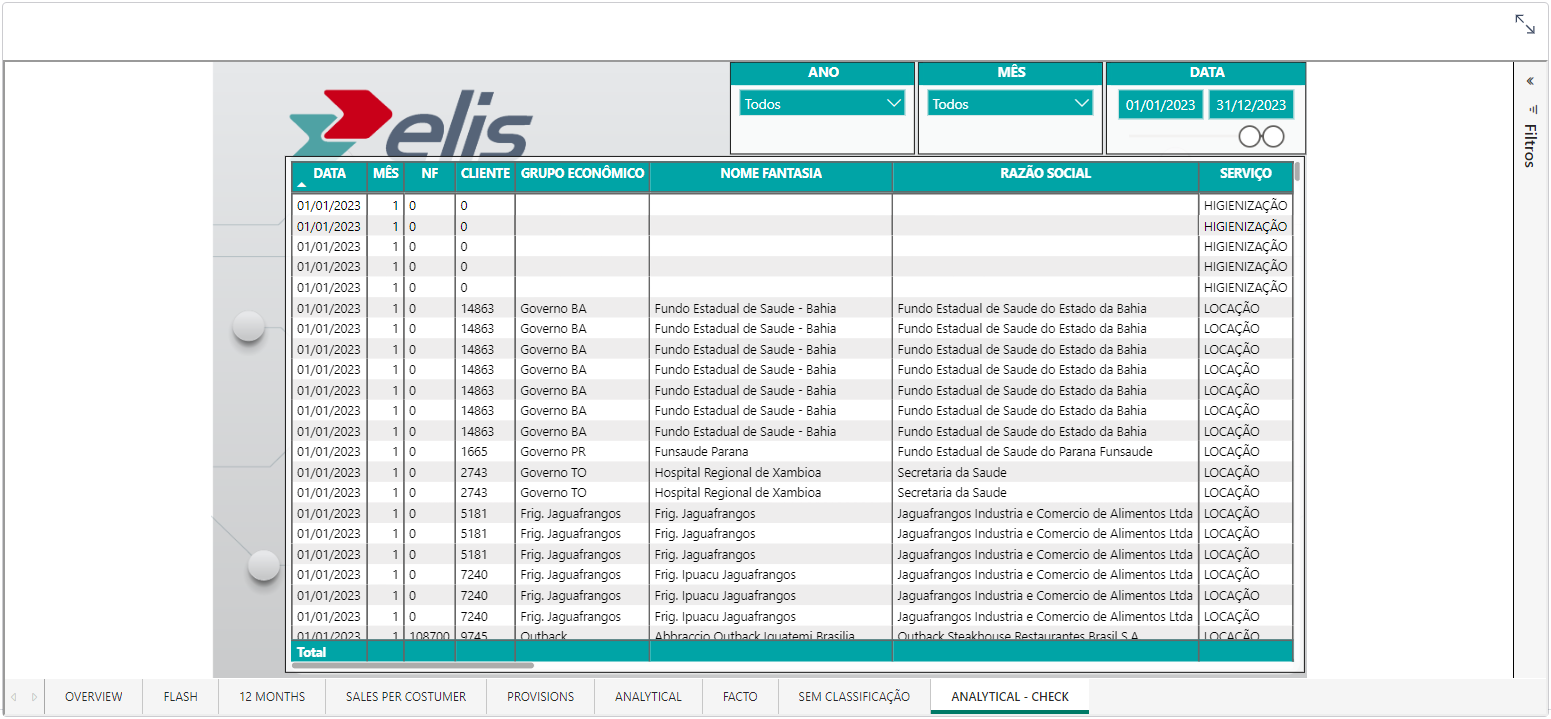 elis
ANO
Todos
MÊS
Todos
DATA
01/01/2023 31/12/2023
Filtros
DATA MÊS NF CLIENTE GRUPO ECONÔMICO NOME FANTASIA RAZÃO SOCIAL SERVIÇO
01/01/2023 1 0 0 HIGIENIZAÇÃO
01/01/2023 1 0 0 HIGIENIZAÇÃO
01/01/2023 1 0 0 HIGIENIZAÇÃO
01/01/2023 1 0 0 HIGIENIZAÇÃO
01/01/2023 1 0 0 HIGIENIZAÇÃO
01/01/2023 1 0 14863 Governo BA Fundo Estadual de Saude - Bahia Fundo Estadual de Saude do Estado da Bahia LOCAÇÃO
01/01/2023 1 0 14863 Governo BA Fundo Estadual de Saude - Bahia Fundo Estadual de Saude do Estado da Bahia LOCAÇÃO
01/01/2023 1 0 14863 Governo BA Fundo Estadual de Saude - Bahia Fundo Estadual de Saude do Estado da Bahia LOCAÇÃO
01/01/2023 1 0 14863 Governo BA Fundo Estadual de Saude - Bahia Fundo Estadual de Saude do Estado da Bahia LOCAÇÃO
01/01/2023 1 0 14863 Governo BA Fundo Estadual de Saude - Bahia Fundo Estadual de Saude do Estado da Bahia LOCAÇÃO
01/01/2023 1 0 14863 Governo BA Fundo Estadual de Saude - Bahia Fundo Estadual de Saude do Estado da Bahia LOCAÇÃO
01/01/2023 1 0 14863 Governo BA Fundo Estadual de Saude - Bahia Fundo Estadual de Saude do Estado da Bahia LOCAÇÃO
01/01/2023 1 0 1665 Governo PR Funsaude Parana Fundo Estadual de Saude do Parana Funsaude LOCAÇÃO
01/01/2023 1 0 2743 Governo TO Hospital Regional de Xambioa Secretaria da Saude LOCAÇÃO
01/01/2023 1 0 2743 Governo TO Hospital Regional de Xambioa Secretaria da Saude LOCAÇÃO
01/01/2023 1 0 5181 Frig. Jaguafrangos Frig. Jaguafrangos Jaguafrangos Industria e Comercio de Alimentos Ltda LOCAÇÃO
01/01/2023 1 0 5181 Frig. Jaguafrangos Frig. Jaguafrangos Jaguafrangos Industria e Comercio de Alimentos Ltda LOCAÇÃO
01/01/2023 1 0 5181 Frig. Jaguafrangos Frig. Jaguafrangos Jaguafrangos Industria e Comercio de Alimentos Ltda LOCAÇÃO
01/01/2023 1 0 7240 Frig. Jaguafrangos Frig. Ipuacu Jaguafrangos Jaguafrangos Industria e Comercio de Alimentos Ltda LOCAÇÃO
01/01/2023 1 0 7240 Frig. Jaguafrangos Frig. Ipuacu Jaguafrangos Jaguafrangos Industria e Comercio de Alimentos Ltda LOCAÇÃO
01/01/2023 1 0 7240 Frig. Jaguafrangos Frig. Ipuacu Jaguafrangos Jaguafrangos Industria e Comercio de Alimentos Ltda LOCAÇÃO
01/01/2023 1 108700 9745 Outback Abbraccio Outback Iguatemi Brasilia Outback Steakhouse Restaurantes Brasil S.A. LOCAÇÃO
Total
OVERVIEW FLASH 12 MONTHS SALES PER COSTUMER PROVISIONS ANALYTICAL FACTO SEM CLASSIFICAÇÃO ANALYTICAL - CHECK